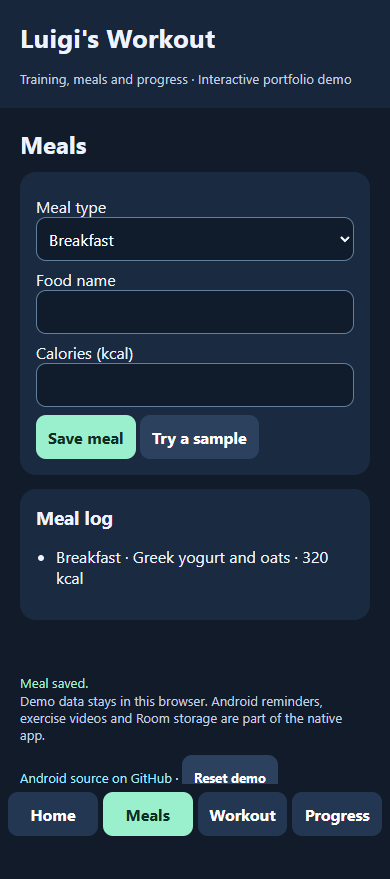 Luigi's Workout
Training, meals and progress · Interactive portfolio demo
Meals
Meal type
Breakfast
Food name
Calories (kcal)
Save meal Try a sample
Meal log
• Breakfast · Greek yogurt and oats · 320
kcal
Meal saved.
Demo data stays in this browser. Android reminders,
exercise videos and Room storage are part of the native
app.
Android source on GitHub · Reset demo
Home Meals Workout Progress